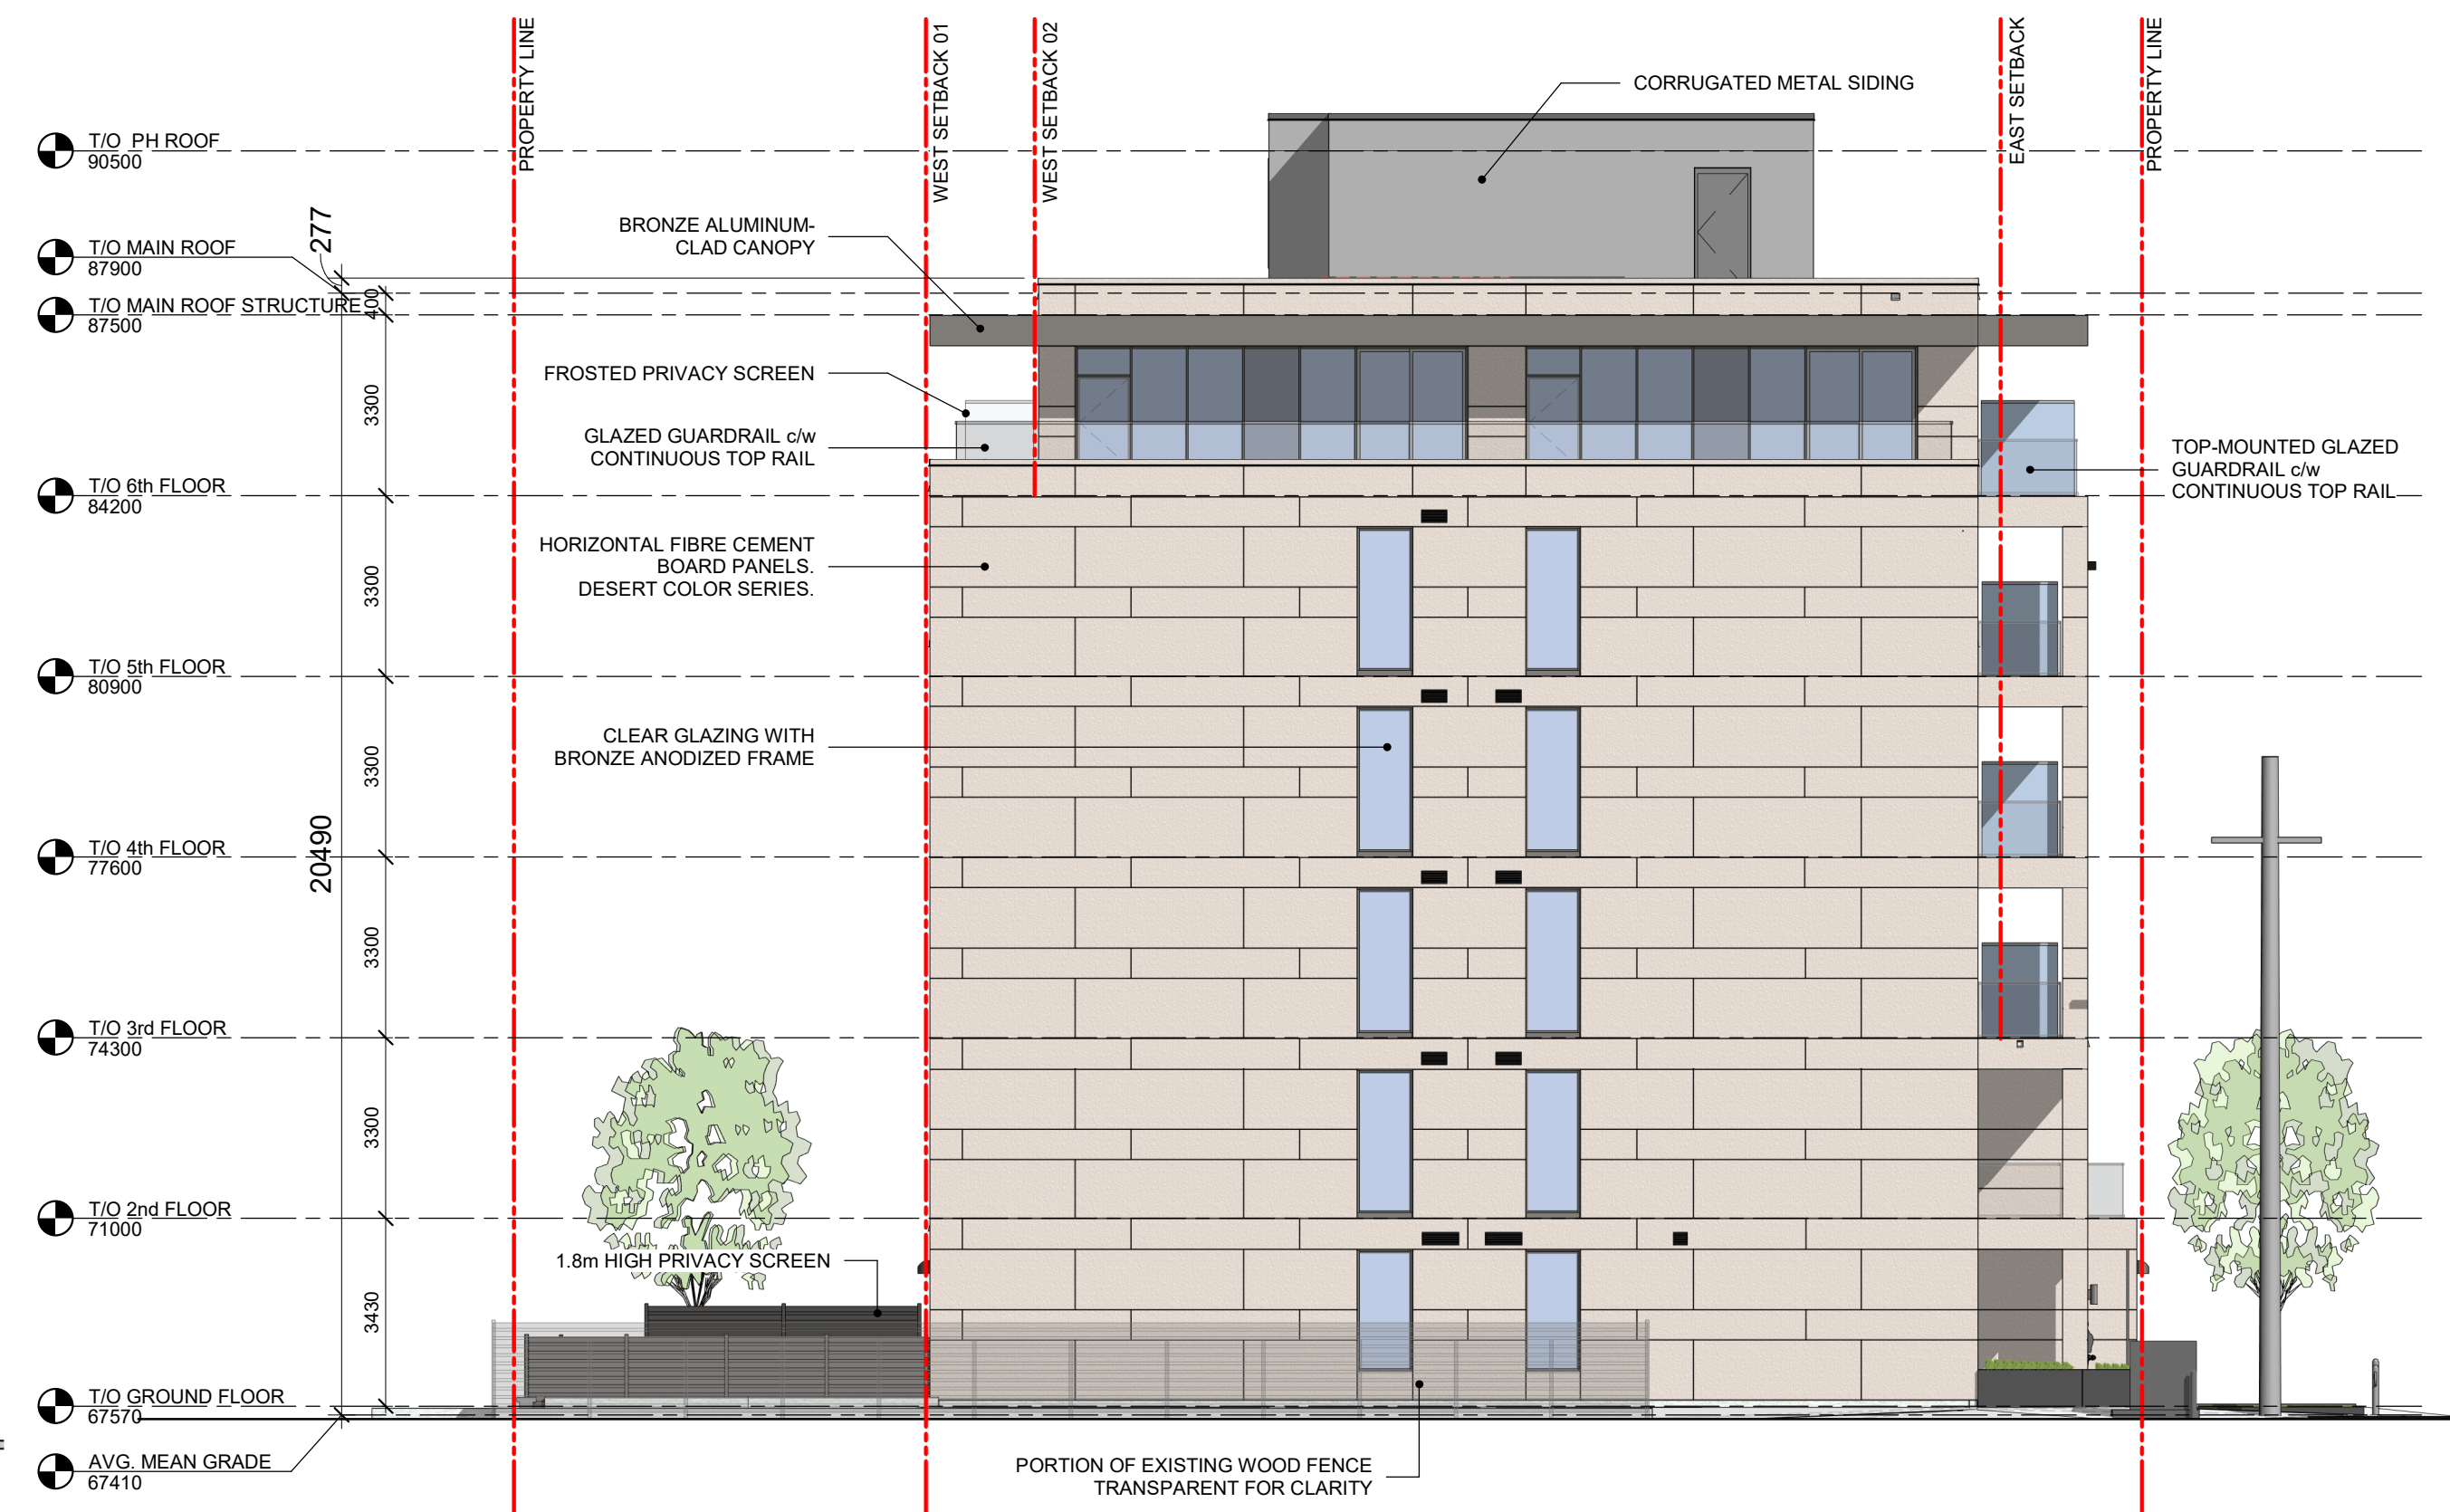 PROPERTY LINE
WEST SETBACK 01
WEST SETBACK 02
EAST SETBACK
PROPERTY LINE
CORRUGATED METAL SIDING
T/O PH ROOF
90500
277
BRONZE ALUMINUM-
CLAD CANOPY
T/O MAIN ROOF
87900
T/O MAIN ROOF STRUCTURE
87500
400
FROSTED PRIVACY SCREEN
3300
GLAZED GUARDRAIL c/w
CONTINUOUS TOP RAIL
TOP-MOUNTED GLAZED
GUARDRAIL c/w
CONTINUOUS TOP RAIL
T/O 6th FLOOR
84200
HORIZONTAL FIBRE CEMENT
BOARD PANELS.
DESERT COLOR SERIES.
3300
T/O 5th FLOOR
80900
CLEAR GLAZING WITH
BRONZE ANODIZED FRAME
3300
20490
T/O 4th FLOOR
77600
3300
T/O 3rd FLOOR
74300
3300
T/O 2nd FLOOR
71000
1.8m HIGH PRIVACY SCREEN
3430
T/O GROUND FLOOR
67570
AVG. MEAN GRADE
67410
PORTION OF EXISTING WOOD FENCE
TRANSPARENT FOR CLARITY